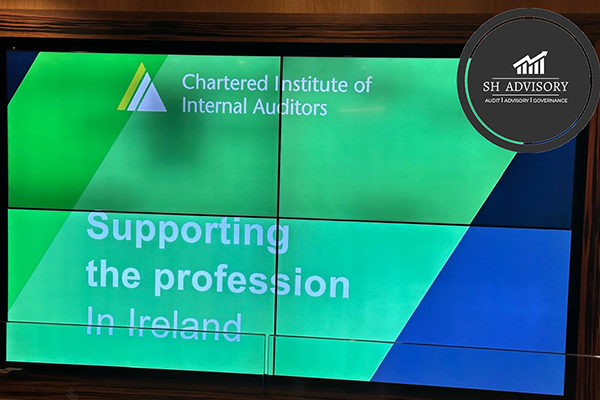 Chartered Institute of
Internal Auditors
SH ADVISORY
AUDIT | ADVISORY | GOVERNANCE
Supporting
the profession
In Ireland